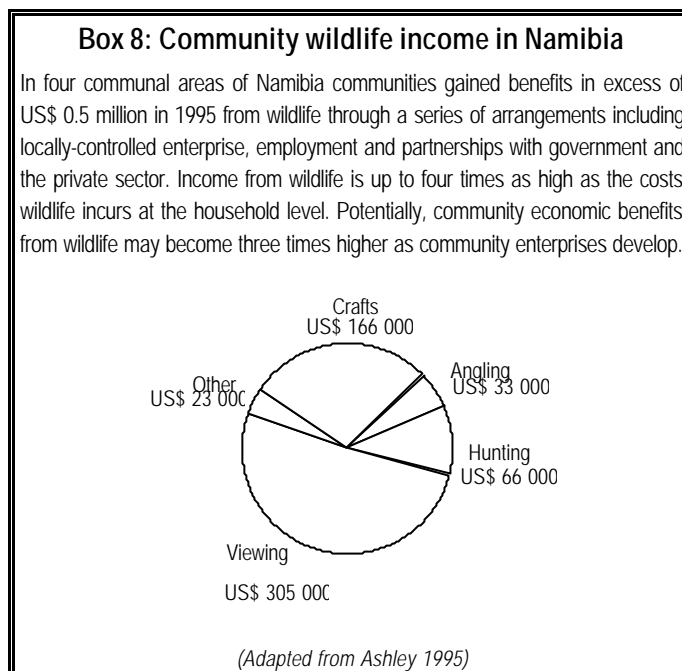 Box 8: Community wildlife income in Namibia
In four communal areas of Namibia communities gained benefits in excess of
US$ 0.5 million in 1995 from wildlife through a series of arrangements including
locally-controlled enterprise, employment and partnerships with government and
the private sector. Income from wildlife is up to four times as high as the costs
wildlife incurs at the household level. Potentially, community economic benefits
from wildlife may become three times higher as community enterprises develop.
Crafts
US$ 166 000
Angling
US$ 33 000
Other
US$ 23 000
Hunting
US$ 66 000
Viewing
US$ 305 000
(Adapted from Ashley 1995)